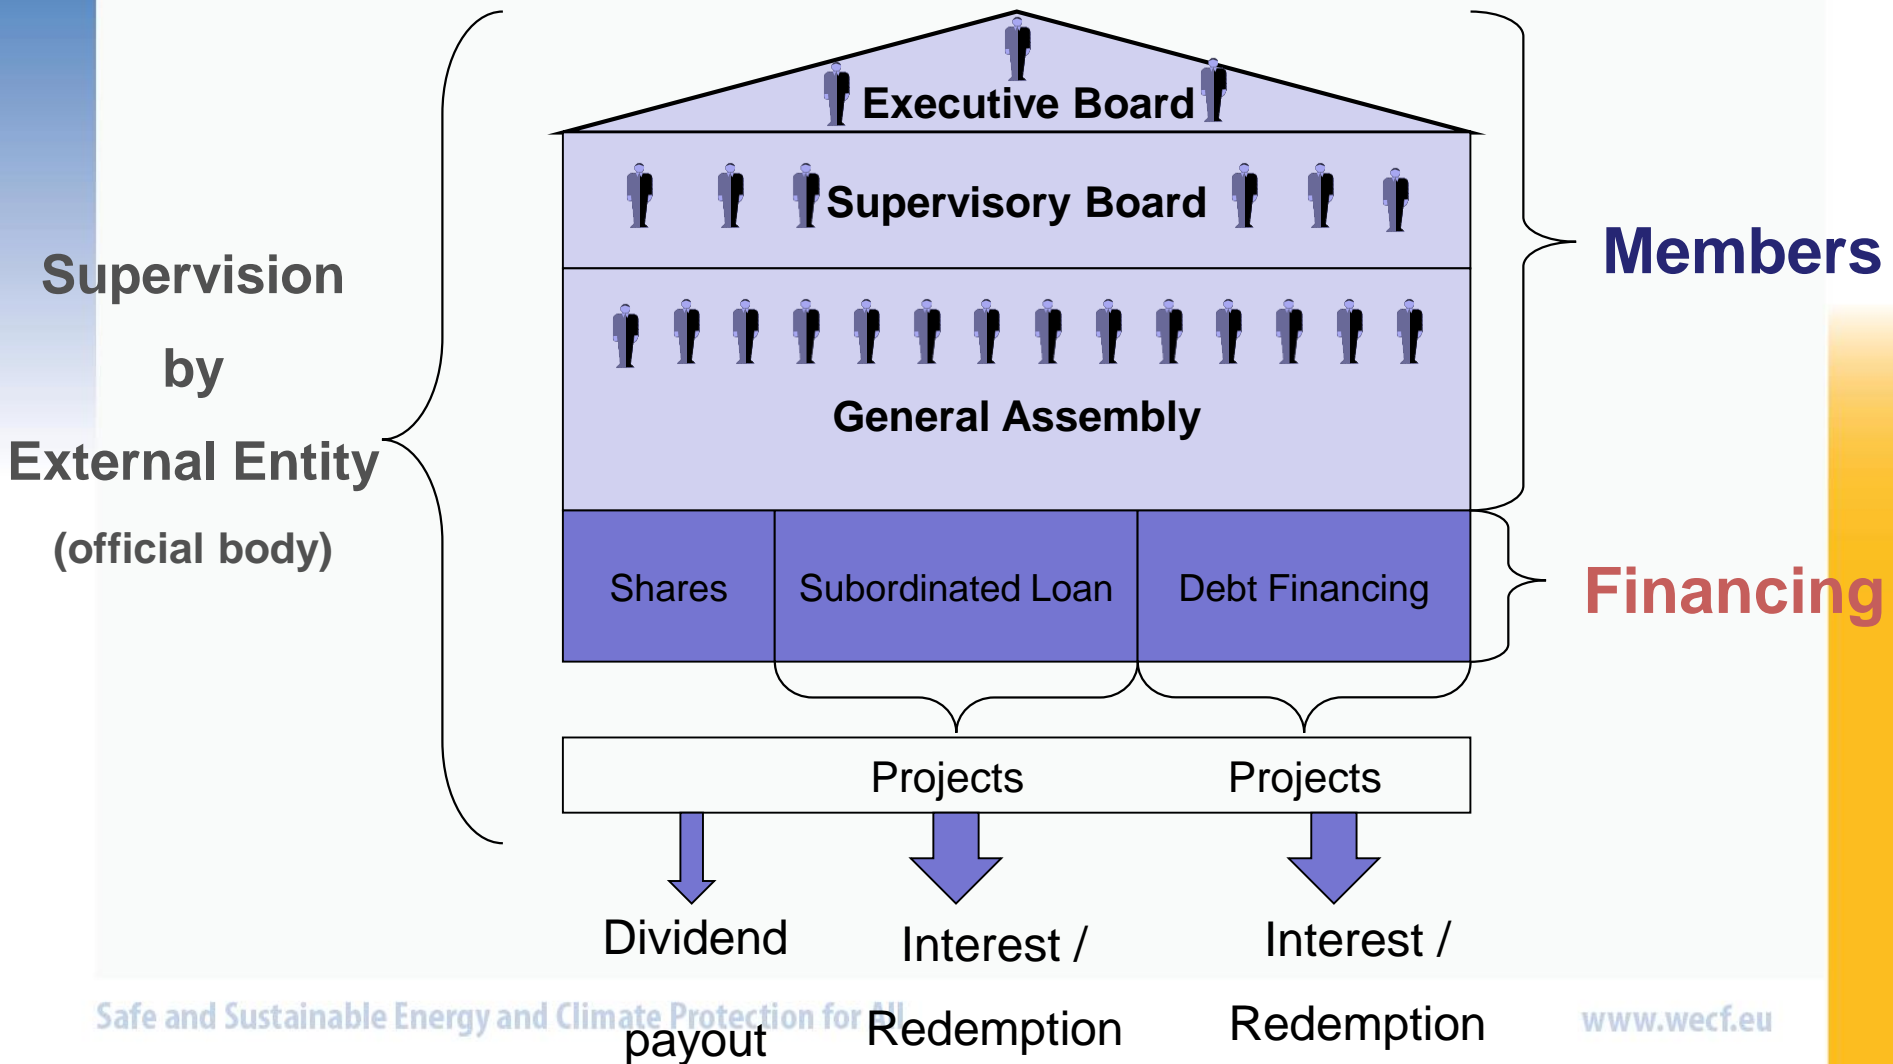 Executive Board
Supervisory Board
General Assembly
Supervision
by
External Entity
(official body)
Members
Financing
Shares
Subordinated Loan
Debt Financing
Projects
Projects
Dividend
payout
Interest /
Redemption
Interest /
Redemption
Safe and Sustainable Energy and Climate Protection for All
www.wecf.eu